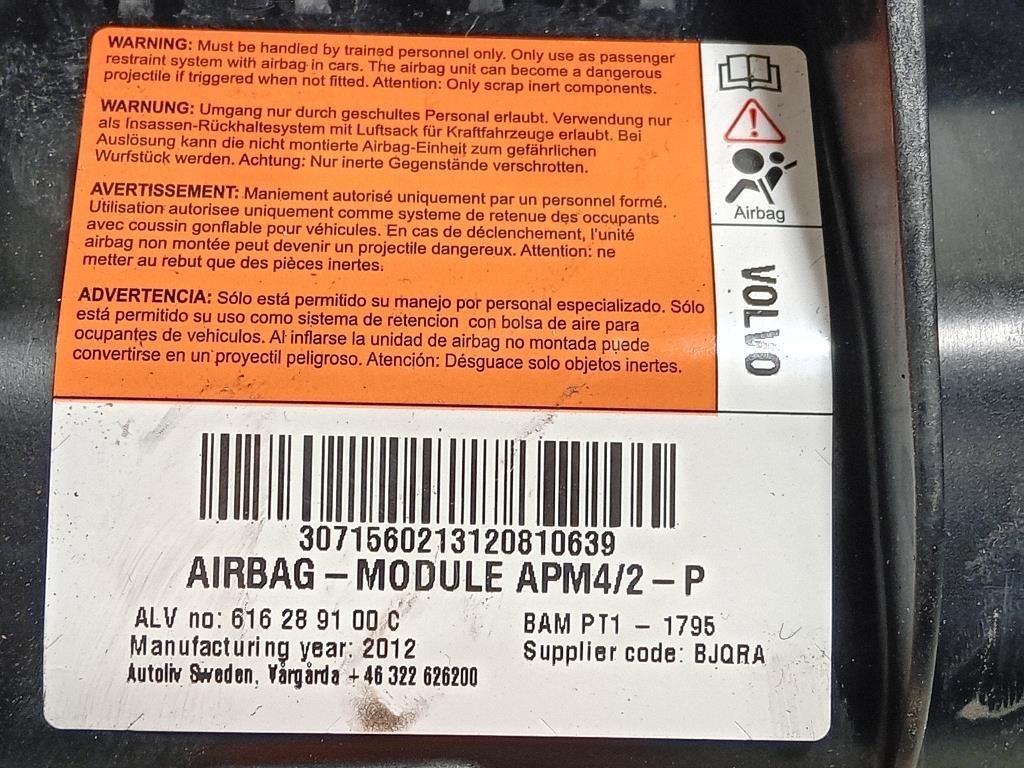 WARNING: Must be handled by trained personnel only. Only use as passenger
restraint system with airbag in cars. The airbag unit can become a dangerous
projectile if triggered when not fitted. Attention: Only scrap inert components.
WARNUNG: Umgang nur durch geschultes Personal erlaubt. Verwendung nur
als Insassen-Rückhaltesystem mit Luftsack für Kraftfahrzeuge erlaubt. Bei
Auslösung kann die nicht montierte Airbag-Einheit zum gefährlichen
Wurfstück werden. Achtung: Nur inerte Gegenstände verschrotten.
AVERTISSEMENT: Maniement autorisé uniquement par un personnel formé.
Utilisation autorisee uniquement comme systeme de retenue des occupants
avec coussin gonflable pour véhicules. En cas de déclenchement, l'unité
airbag non montée peut devenir un projectile dangereux. Attention: ne
metter au rebut que des pièces inertes.
ADVERTENCIA: Sólo está permitido su manejo por personal especializado. Sólo
está permitido su uso como sistema de retencion con bolsa de aire para
ocupantes de vehiculos. Al inflarse la unidad de airbag no montada puede
convertirse en un proyectil peligroso. Atención: Désguace solo objetos inertes.
Airbag
VOLVO
3071560213120810639
AIRBAG - MODULE APM4/2 - P
ALV no: 616 28 91 00 C
BAM PT1 - 1795
Manufacturing year: 2012
Supplier code: BJQRA
Autoliv Sweden, Vårgårda +46 322 626200